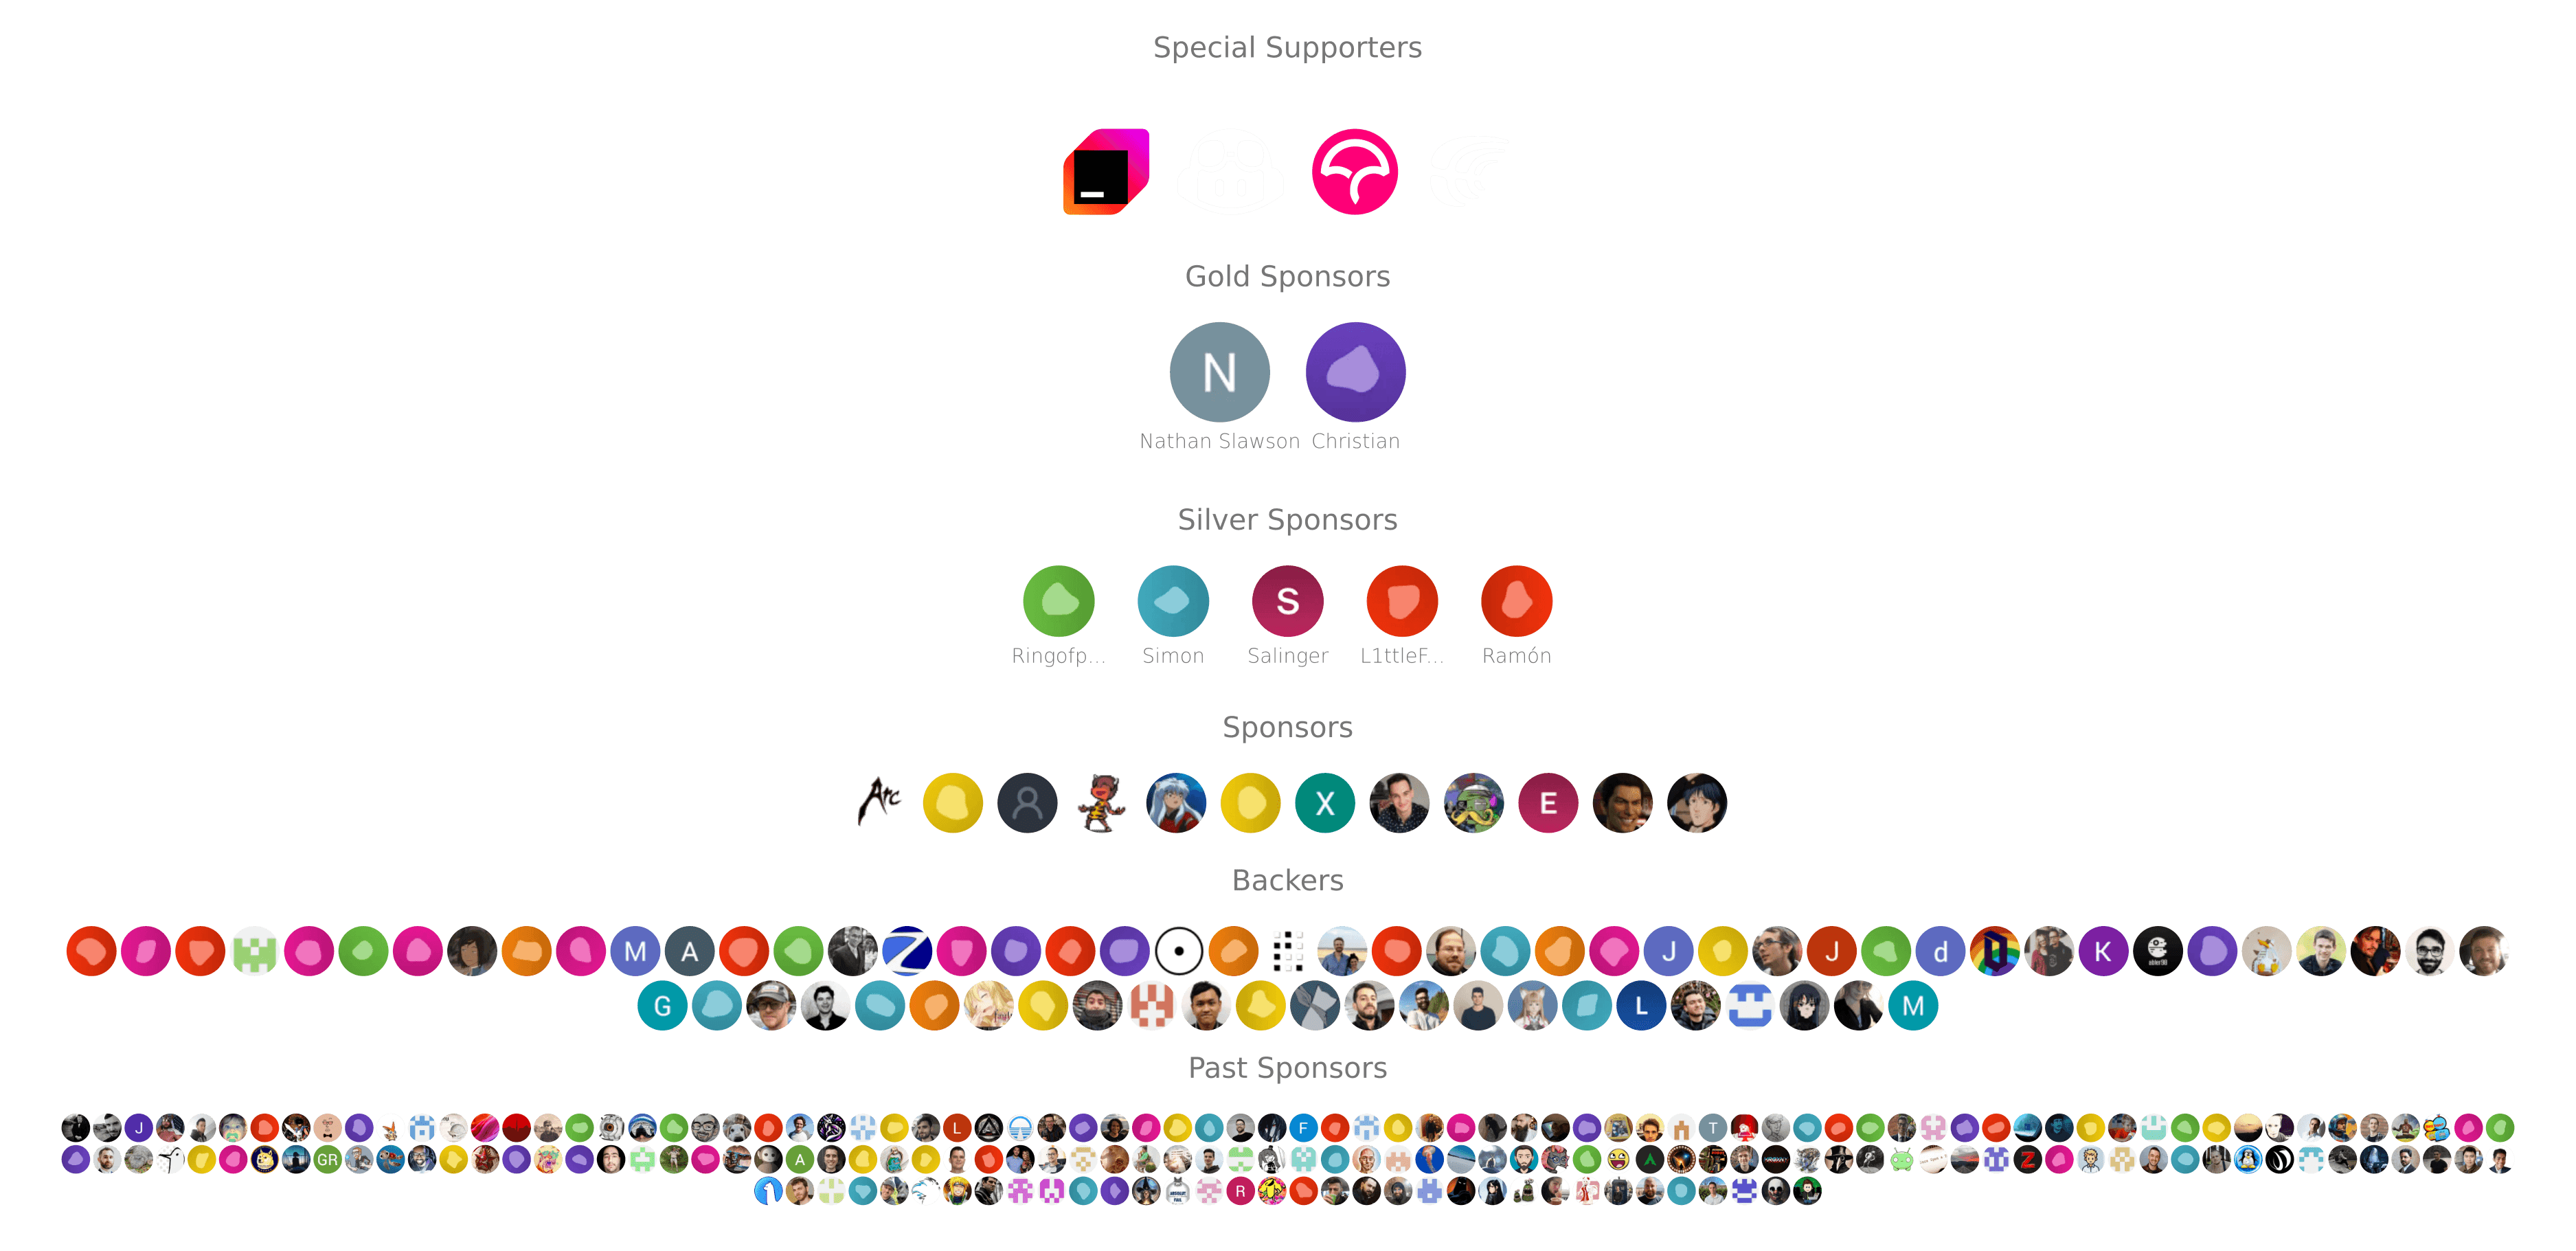 Special Supporters
Gold Sponsors
N
Nathan Slawson Christian
Silver Sponsors
S
Ringofp... Simon Salinger L1ttleF... Ramón
Sponsors
Arc X E
Backers
M A J J d K
G L M
Past Sponsors
J L F T
GR A
R